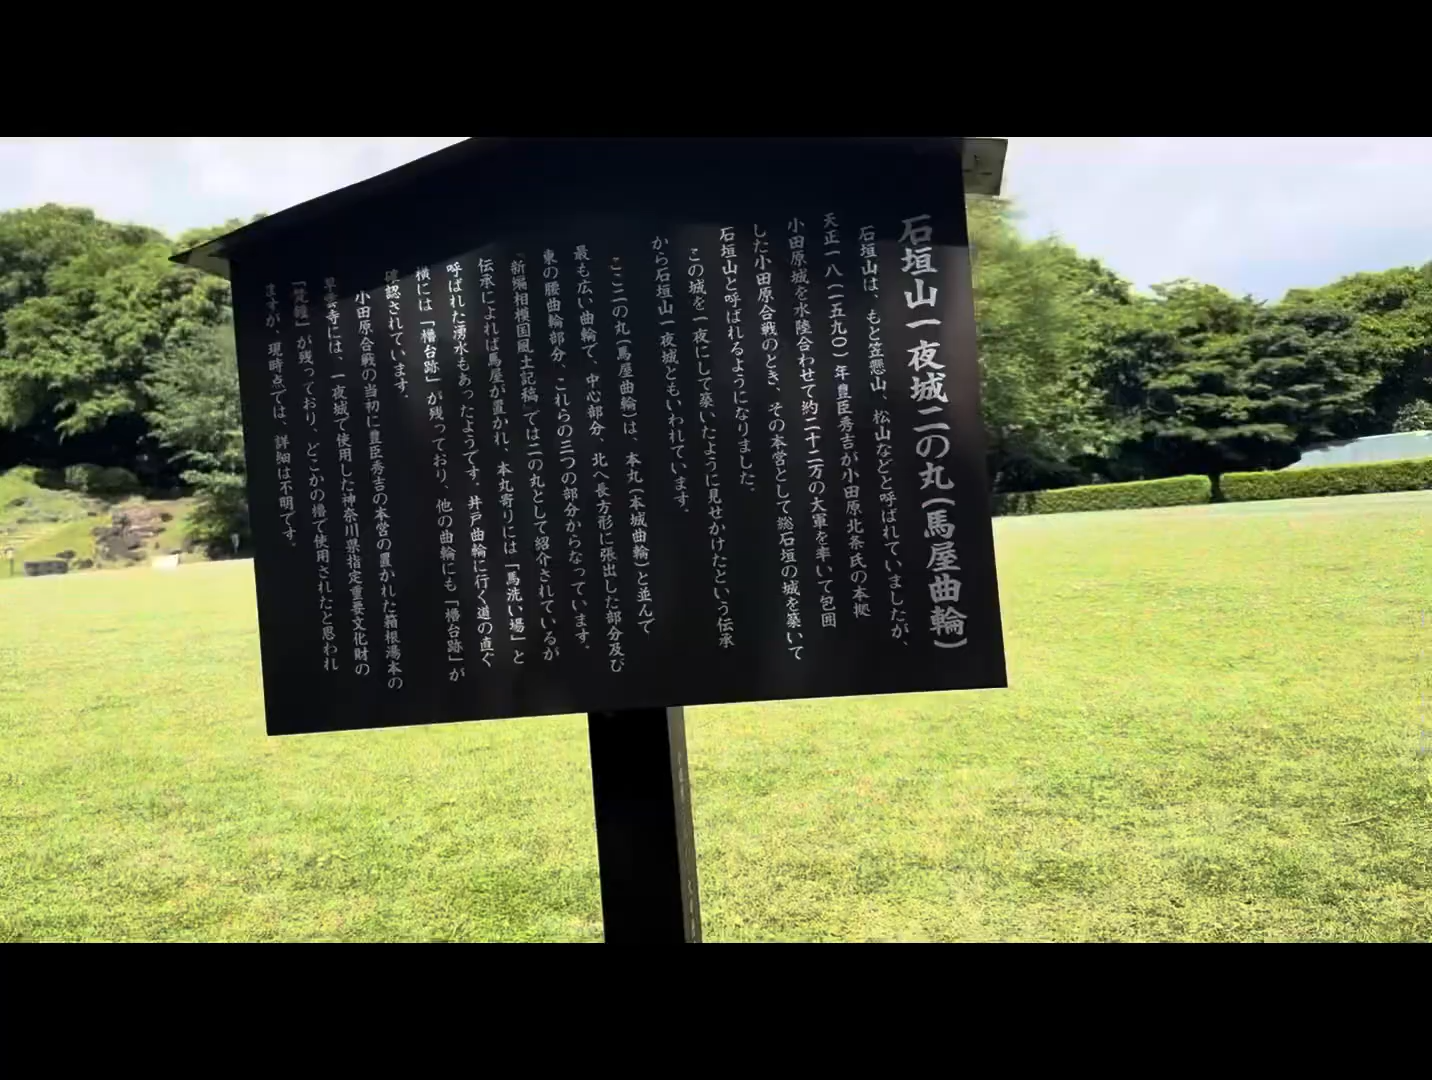 石垣山一夜城二の丸(馬屋曲輪)
石垣山は、もと笠懸山、松山などと呼ばれていましたが、
天正一八(一五九〇)年豊臣秀吉が小田原北条氏の本拠
小田原城を水陸合わせて約二十二万の大軍を率いて包囲
した小田原合戦のとき、その本営として総石垣の城を築いて
石垣山と呼ばれるようになりました。
この城を一夜にして築いたように見せかけたという伝承
から石垣山一夜城ともいわれています。
ここ二の丸(馬屋曲輪)は、本丸(本城曲輪)と並んで
最も広い曲輪で、中心部分、北へ長方形に張出した部分及び
東の腰曲輪部分、これらの三つの部分からなっています。
『新編相模国風土記稿』では二の丸として紹介されているが
伝承によれば馬屋が置かれ、本丸寄りには「馬洗い場」と
呼ばれた湧水もあったようです。井戸曲輪に行く道の直ぐ
横には「櫓台跡」が残っており、他の曲輪にも「櫓台跡」が
確認されています。
小田原合戦の当初に豊臣秀吉の本営の置かれた箱根湯本の
早雲寺には、一夜城で使用した神奈川県指定重要文化財の
「梵鐘」が残っており、どこかの櫓で使用されたと思われ
ますが、現時点では、詳細は不明です。